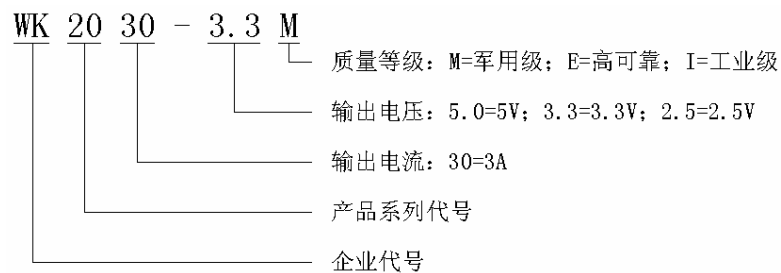 WK 20 30 - 3.3 M
质量等级: M=军用级; E=高可靠; I=工业级
输出电压: 5.0=5V; 3.3=3.3V; 2.5=2.5V
输出电流: 30=3A
产品系列代号
企业代号